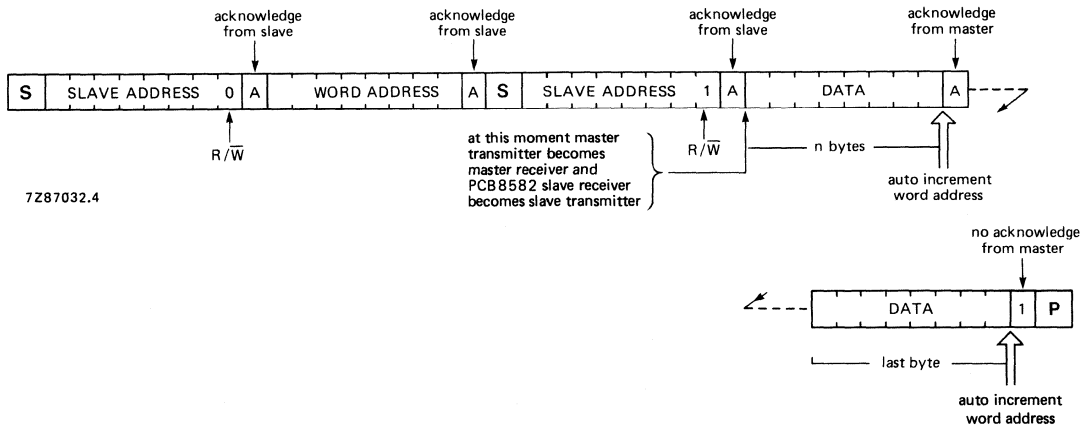 acknowledge
from slave
acknowledge
from slave
acknowledge
from slave
acknowledge
from master
S SLAVE ADDRESS 0 A WORD ADDRESS A S SLAVE ADDRESS 1 A DATA A
R/W̅
at this moment master
transmitter becomes
master receiver and
PCB8582 slave receiver
becomes slave transmitter
R/W̅
n bytes
auto increment
word address
7Z87032.4
no acknowledge
from master
DATA 1 P
last byte
auto increment
word address